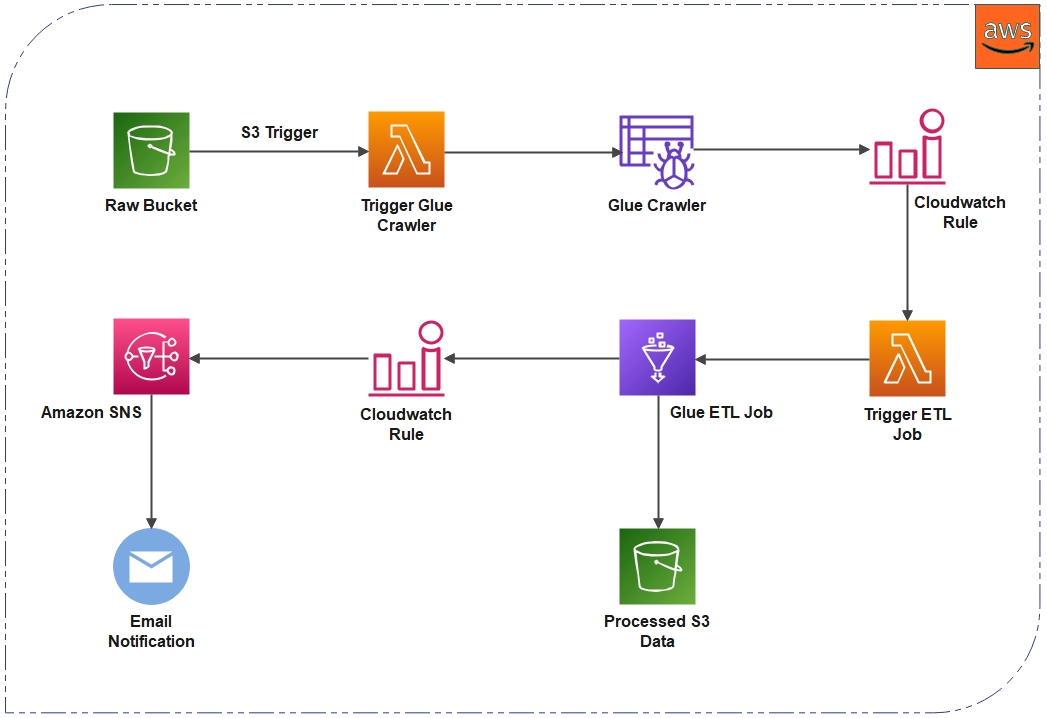 aws
S3 Trigger
Raw Bucket
Trigger Glue
Crawler
Glue Crawler
Cloudwatch
Rule
Amazon SNS
Cloudwatch
Rule
Glue ETL Job
Trigger ETL
Job
Email
Notification
Processed S3
Data